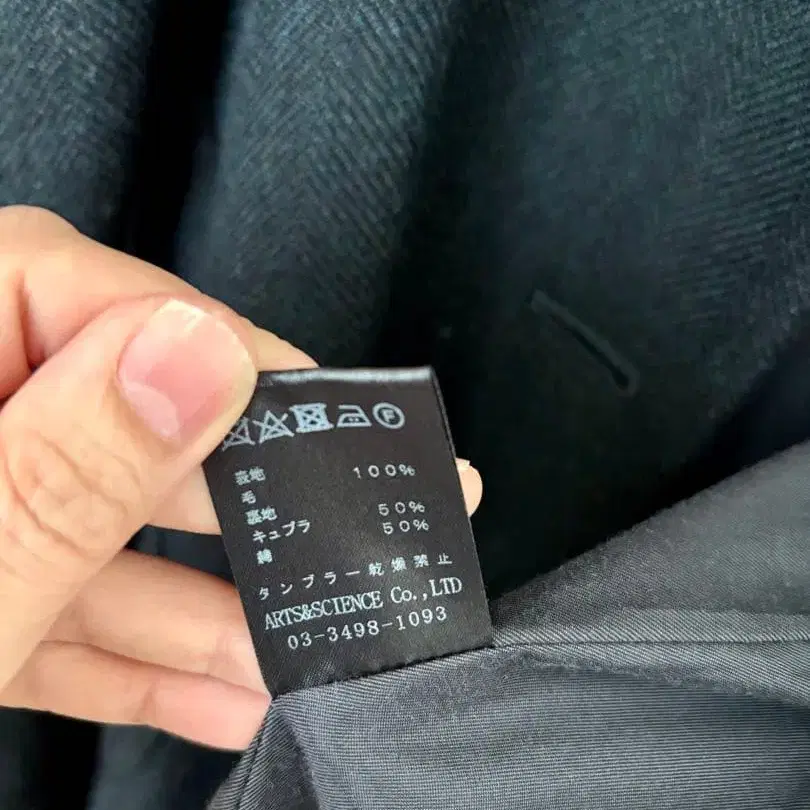 F
表地
毛 100%
裏地
キュプラ 50%
綿 50%
タンブラー乾燥禁止
ARTS&SCIENCE Co.,LTD
03-3498-1093